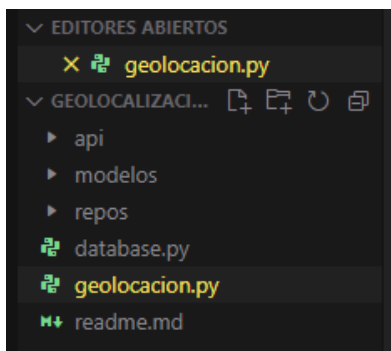 EDITORES ABIERTOS
geolocacion.py
GEOLOCALIZACI...
api
modelos
repos
database.py
geolocacion.py
readme.md